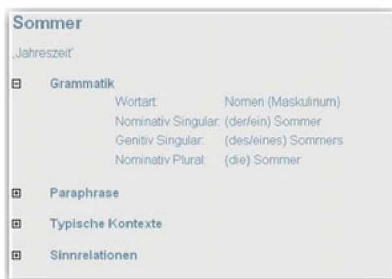 Sommer
‚Jahreszeit'
Grammatik
Wortart: Nomen (Maskulinum)
Nominativ Singular: (der/ein) Sommer
Genitiv Singular: (des/eines) Sommers
Nominativ Plural: (die) Sommer
Paraphrase
Typische Kontexte
Sinnrelationen